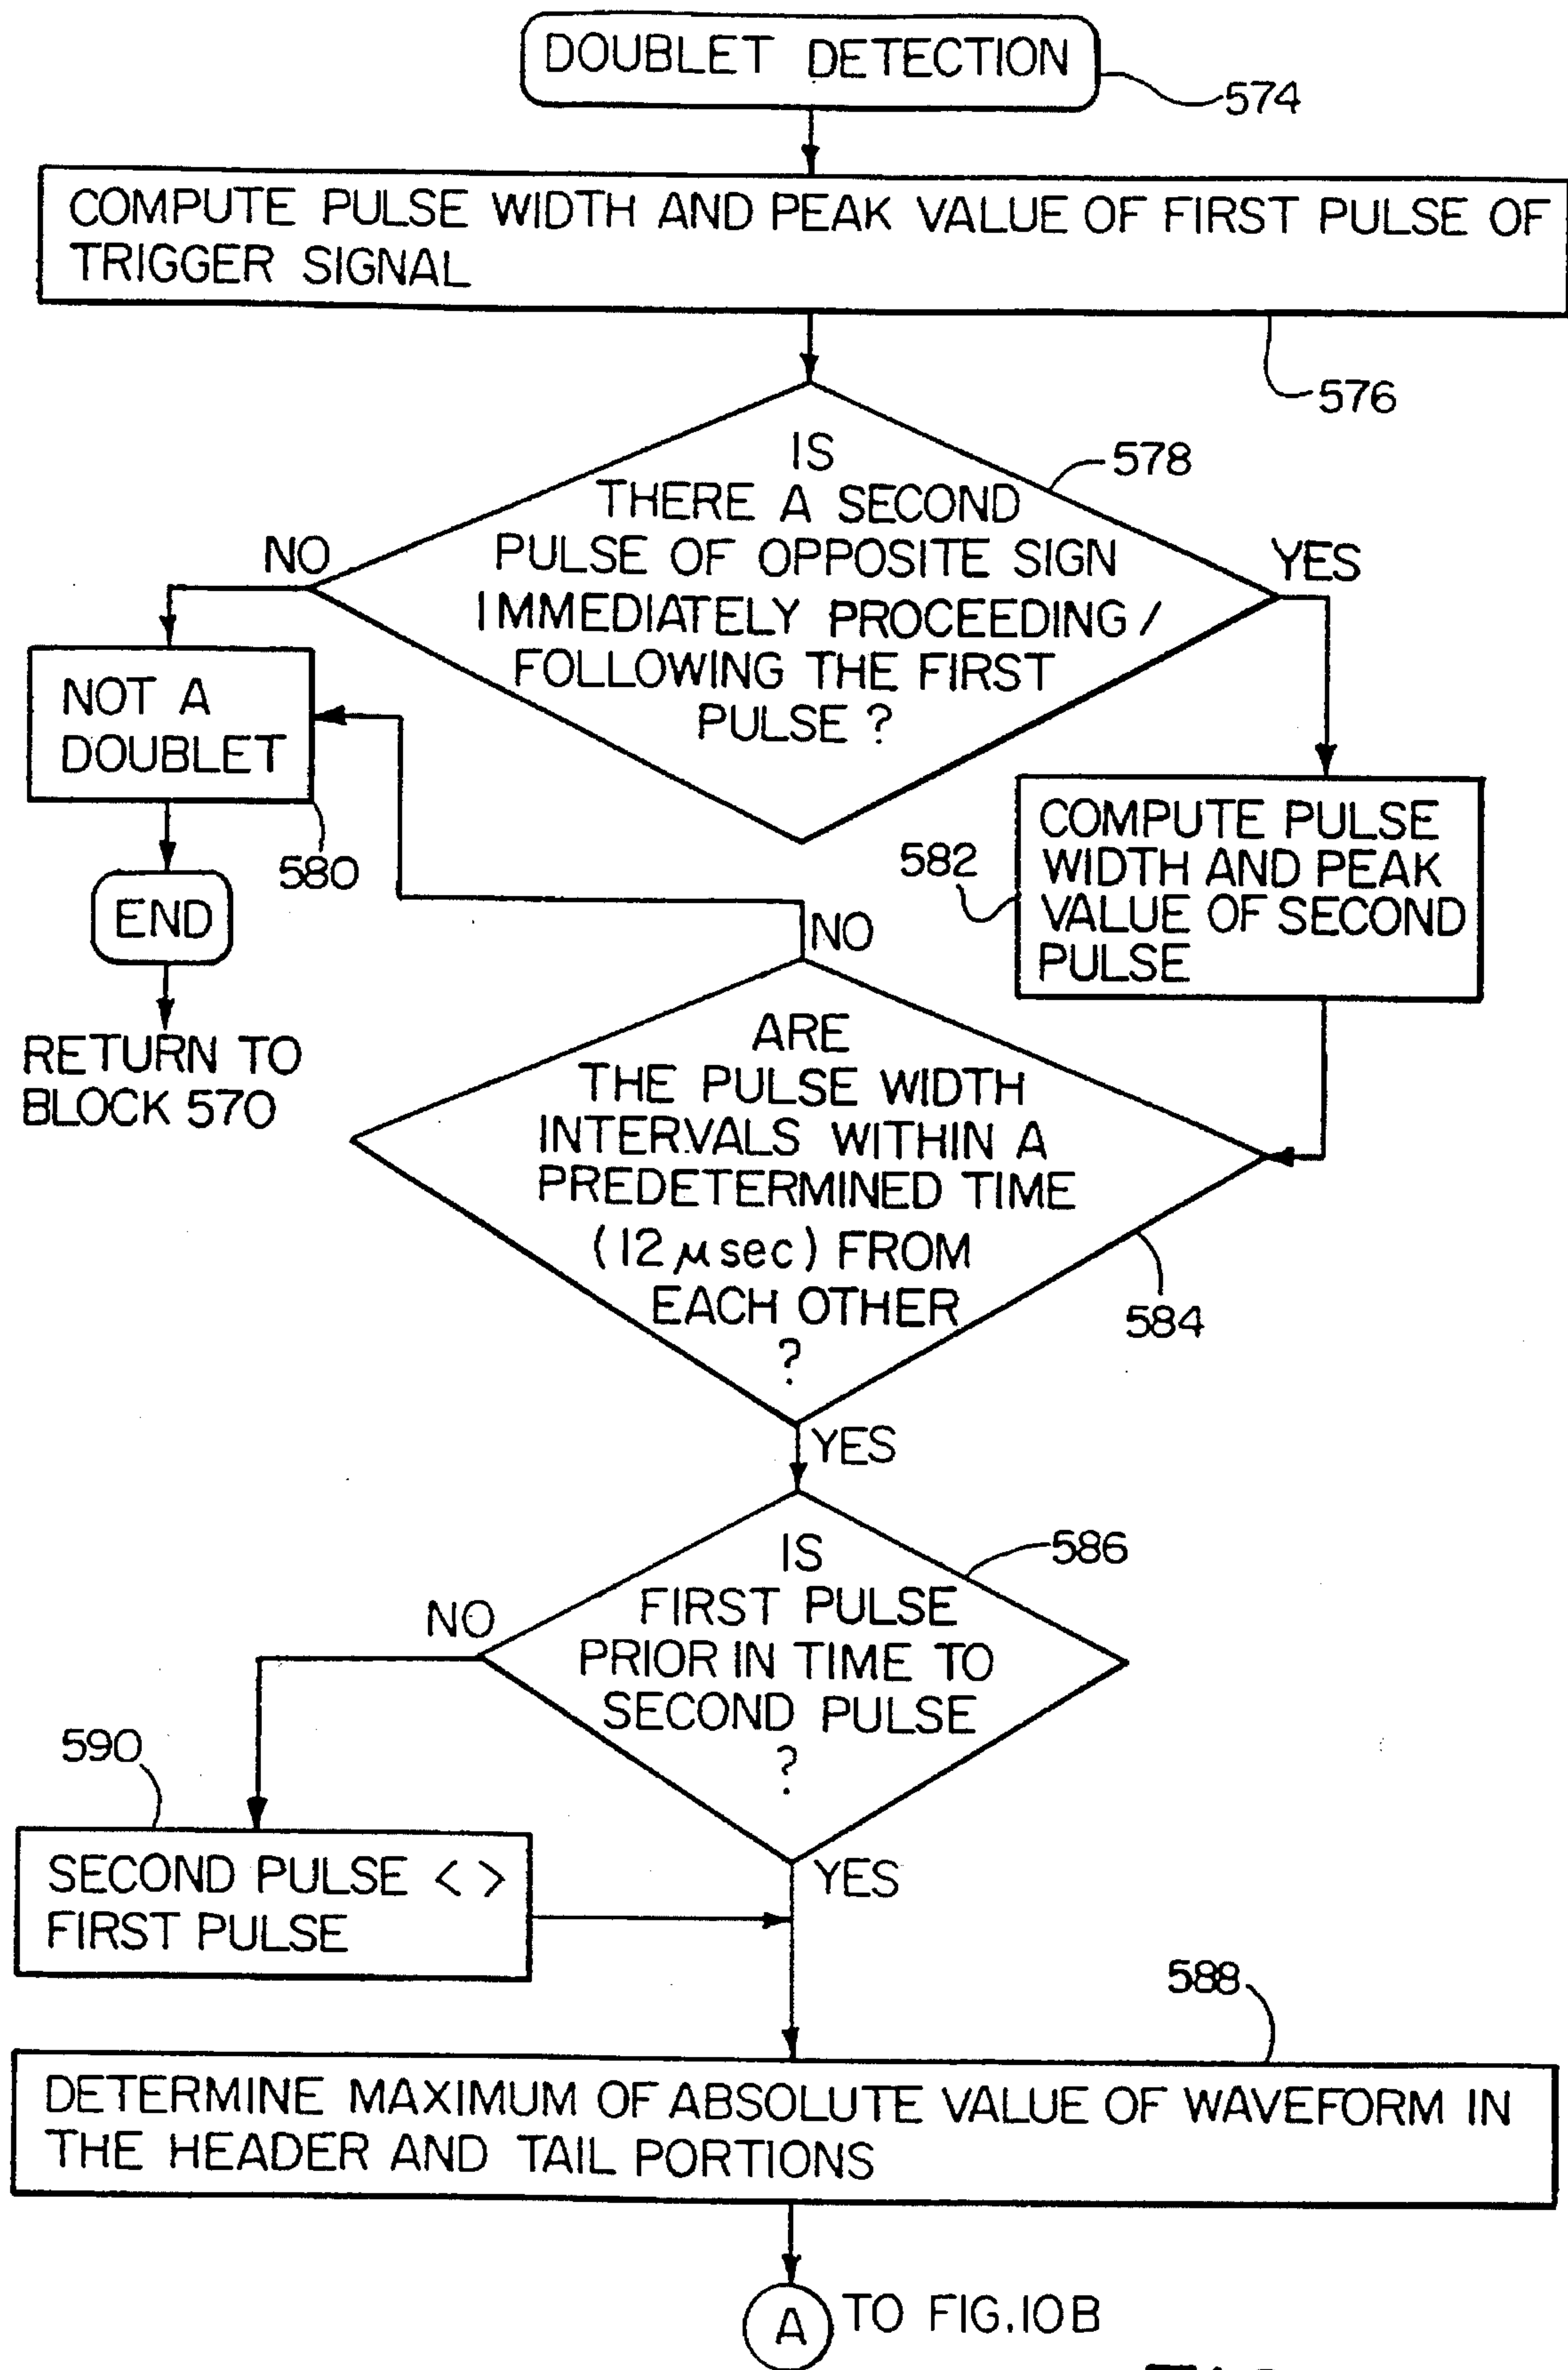 DOUBLET DETECTION
574
COMPUTE PULSE WIDTH AND PEAK VALUE OF FIRST PULSE OF
TRIGGER SIGNAL
576
IS
THERE A SECOND
PULSE OF OPPOSITE SIGN
IMMEDIATELY PROCEEDING /
FOLLOWING THE FIRST
PULSE ?
578
NO
YES
NOT A
DOUBLET
580
END
RETURN TO
BLOCK 570
582
COMPUTE PULSE
WIDTH AND PEAK
VALUE OF SECOND
PULSE
NO
ARE
THE PULSE WIDTH
INTERVALS WITHIN A
PREDETERMINED TIME
(12 μsec) FROM
EACH OTHER
?
584
YES
IS
FIRST PULSE
PRIOR IN TIME TO
SECOND PULSE
?
586
NO
590
SECOND PULSE < >
FIRST PULSE
YES
588
DETERMINE MAXIMUM OF ABSOLUTE VALUE OF WAVEFORM IN
THE HEADER AND TAIL PORTIONS
A TO FIG.10B